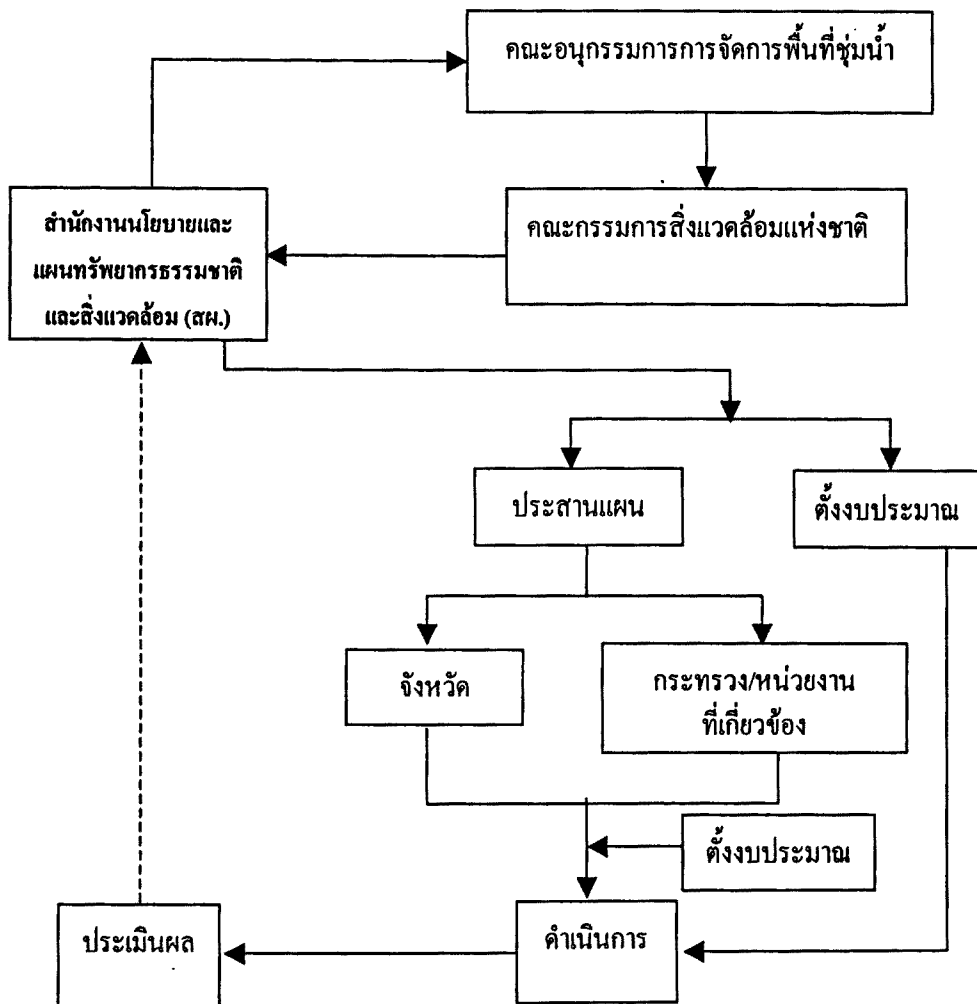 คณะอนุกรรมการการจัดการพื้นที่ชุ่มน้ำ
สำนักงานนโยบายและ
แผนทรัพยากรธรรมชาติ
และสิ่งแวดล้อม (สผ.)
คณะกรรมการสิ่งแวดล้อมแห่งชาติ
ประสานแผน
ตั้งงบประมาณ
จังหวัด
กระทรวง/หน่วยงาน
ที่เกี่ยวข้อง
ตั้งงบประมาณ
ประเมินผล
ดำเนินการ